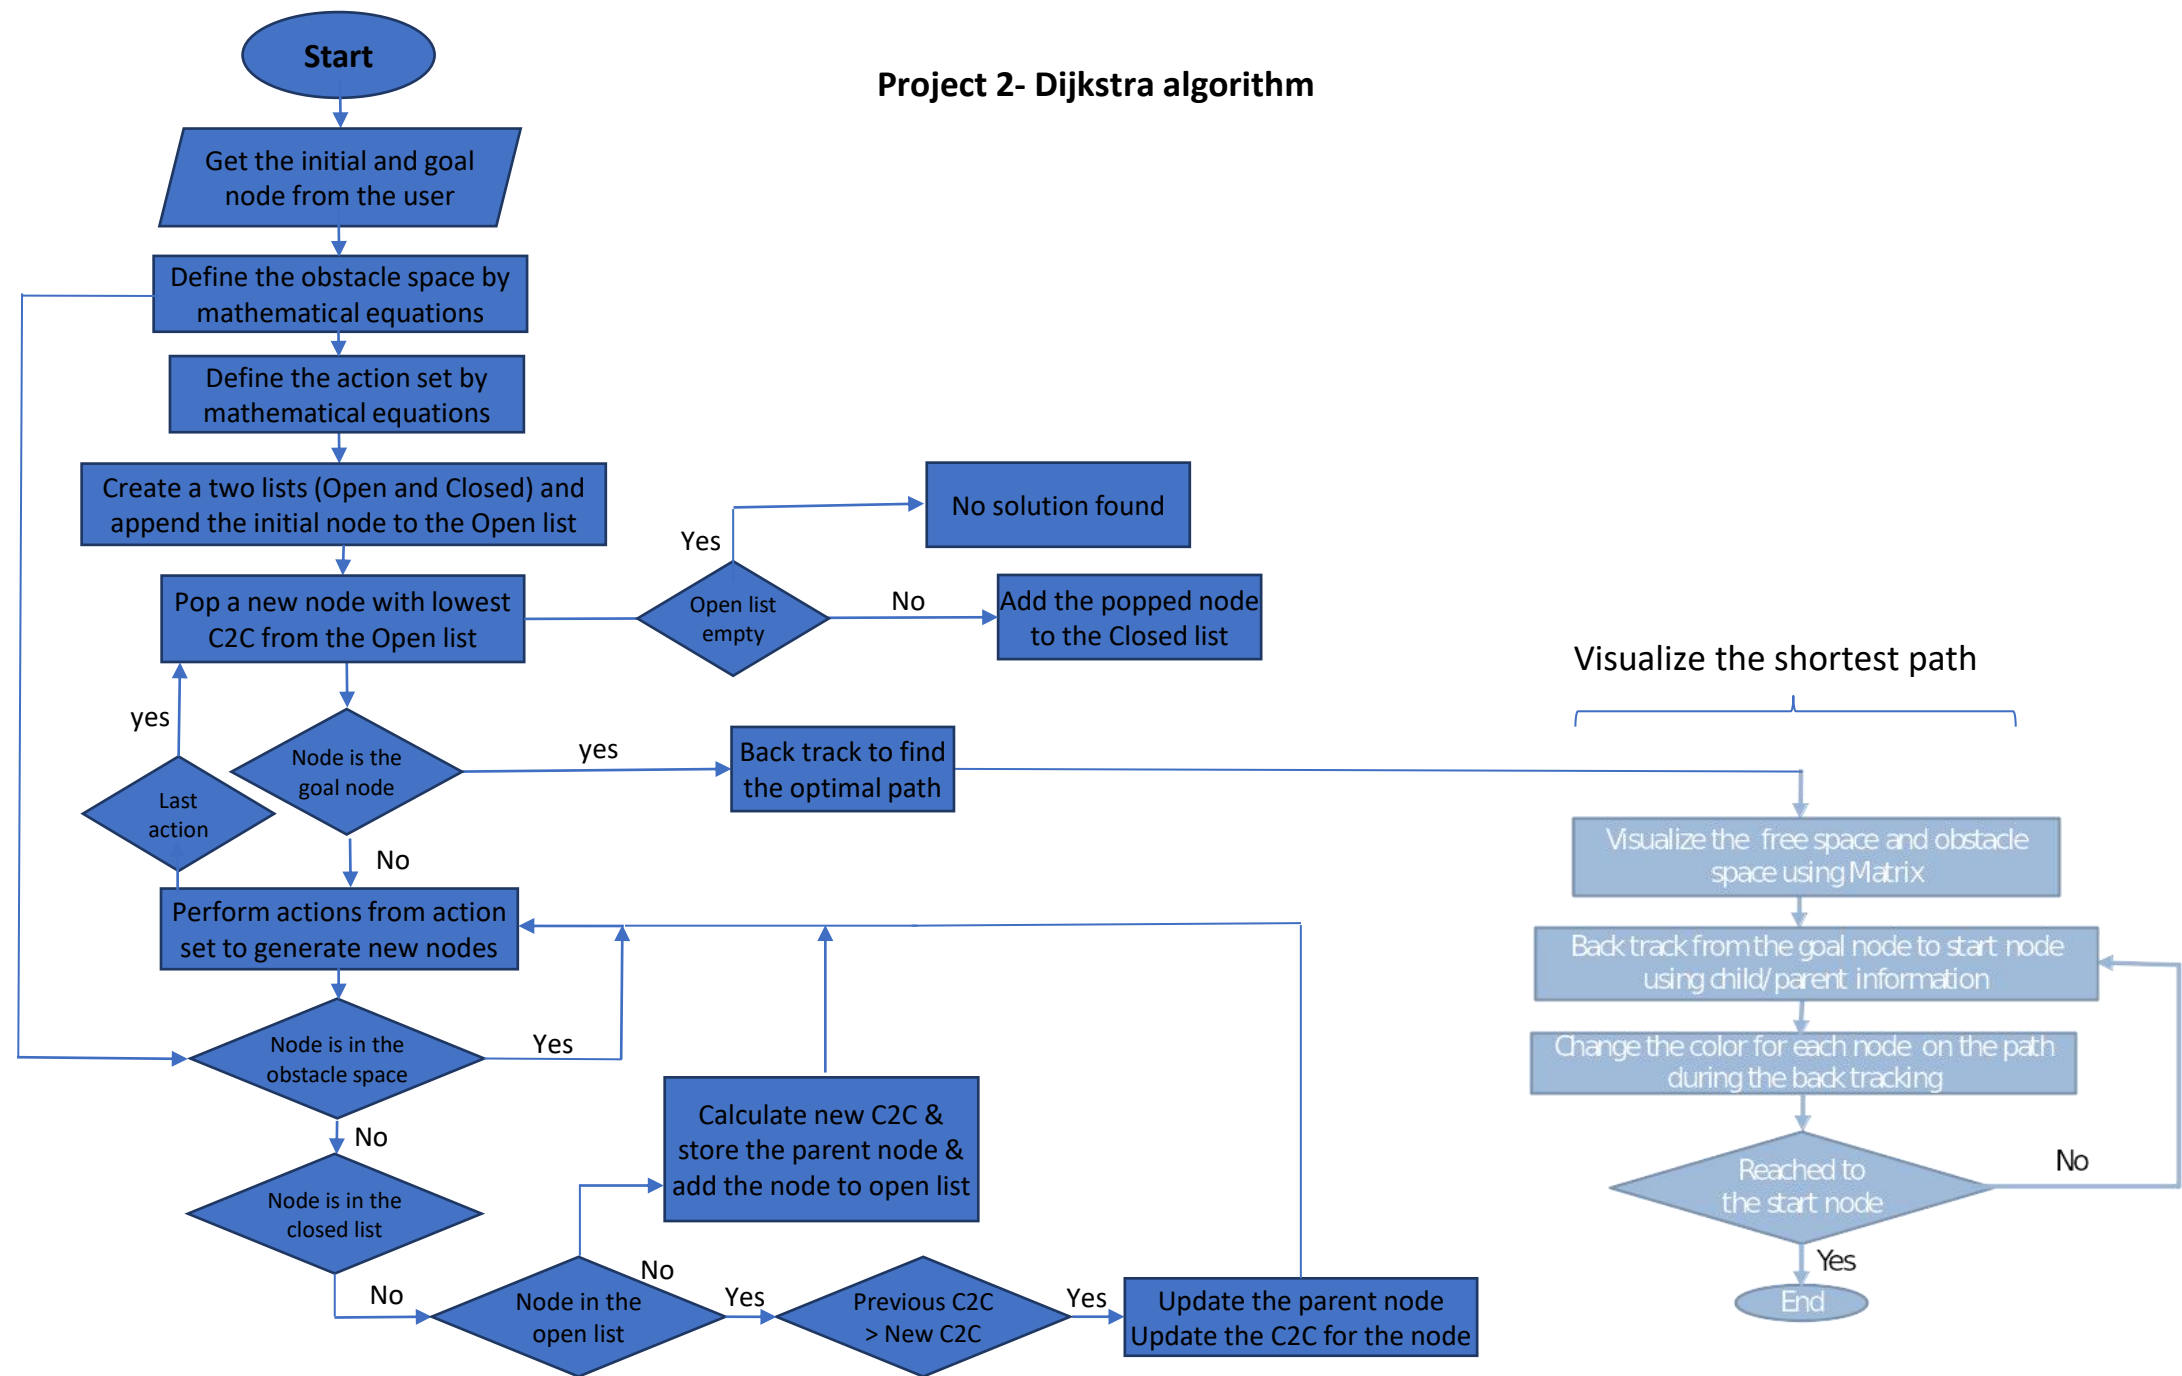 Start
Project 2- Dijkstra algorithm
Get the initial and goal
node from the user
Define the obstacle space by
mathematical equations
Define the action set by
mathematical equations
Create a two lists (Open and Closed) and
append the initial node to the Open list
No solution found
Yes
Pop a new node with lowest
C2C from the Open list
Open list
empty
No
Add the popped node
to the Closed list
Visualize the shortest path
yes
Node is the
goal node
yes
Back track to find
the optimal path
Last
action
No
Visualize the free space and obstacle
space using Matrix
Perform actions from action
set to generate new nodes
Back track from the goal node to start node
using child/parent information
Node is in the
obstacle space
Yes
Change the color for each node on the path
during the back tracking
Calculate new C2C &
store the parent node &
add the node to open list
No
Node is in the
closed list
Reached to
the start node
No
Yes
End
No
Node in the
open list
No
Yes
Previous C2C
> New C2C
Yes
Update the parent node
Update the C2C for the node